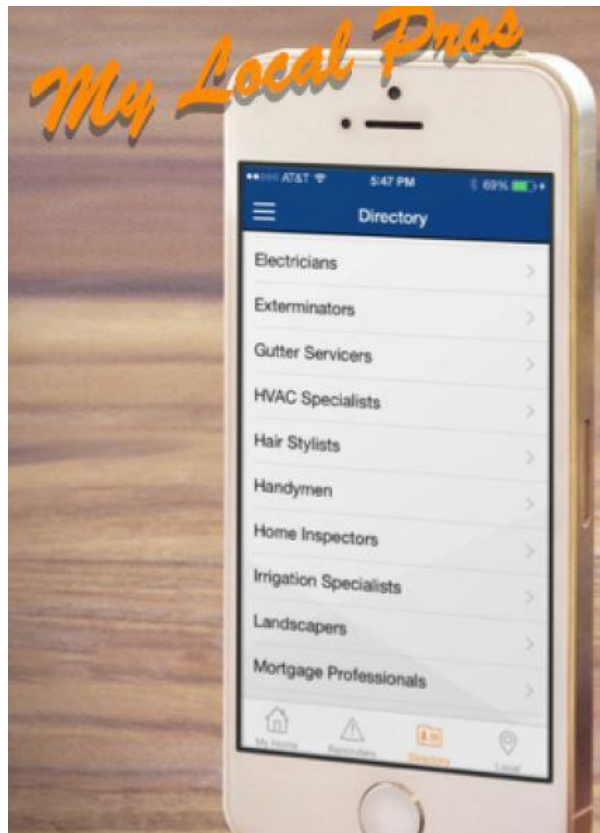 My Local Pros
AT&T 5:47 PM 69%
Directory
Electricians
Exterminators
Gutter Servicers
HVAC Specialists
Hair Stylists
Handymen
Home Inspectors
Irrigation Specialists
Landscapers
Mortgage Professionals
My Home Reminders Directory Local